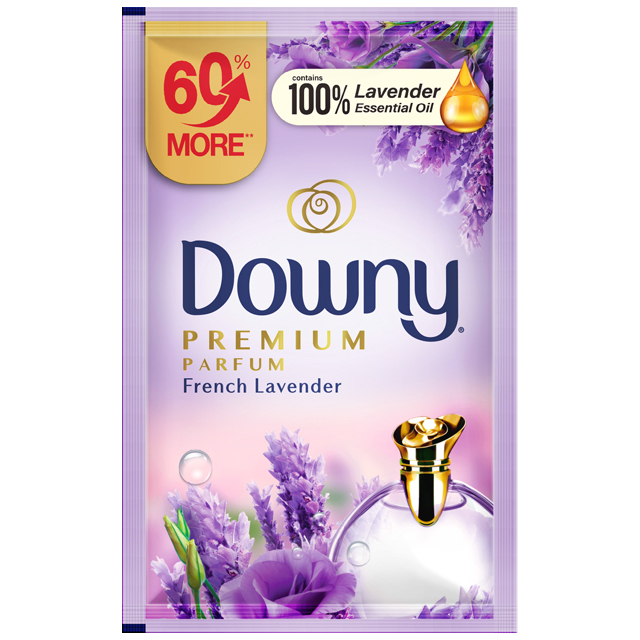 60%
MORE**
contains
100% Lavender
Essential Oil
Downy®
PREMIUM
PARFUM
French Lavender